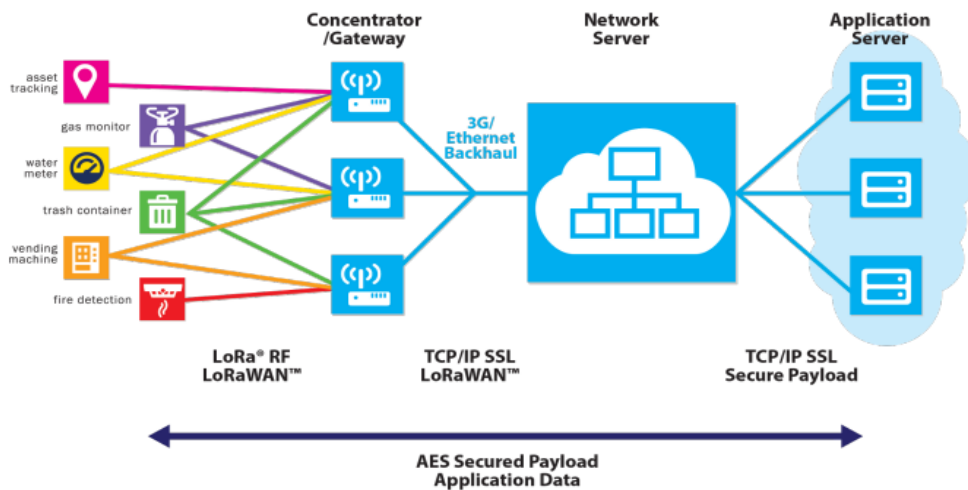 Concentrator
/Gateway
Network
Server
Application
Server
asset
tracking
gas monitor
water
meter
trash container
vending
machine
fire detection
3G/
Ethernet
Backhaul
LoRa® RF
LoRaWAN™
TCP/IP SSL
LoRaWAN™
TCP/IP SSL
Secure Payload
AES Secured Payload
Application Data